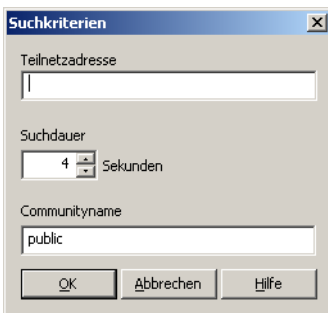 Suchkriterien
Teilnetzadresse
Suchdauer
4 Sekunden
Communityname
public
OK Abbrechen Hilfe